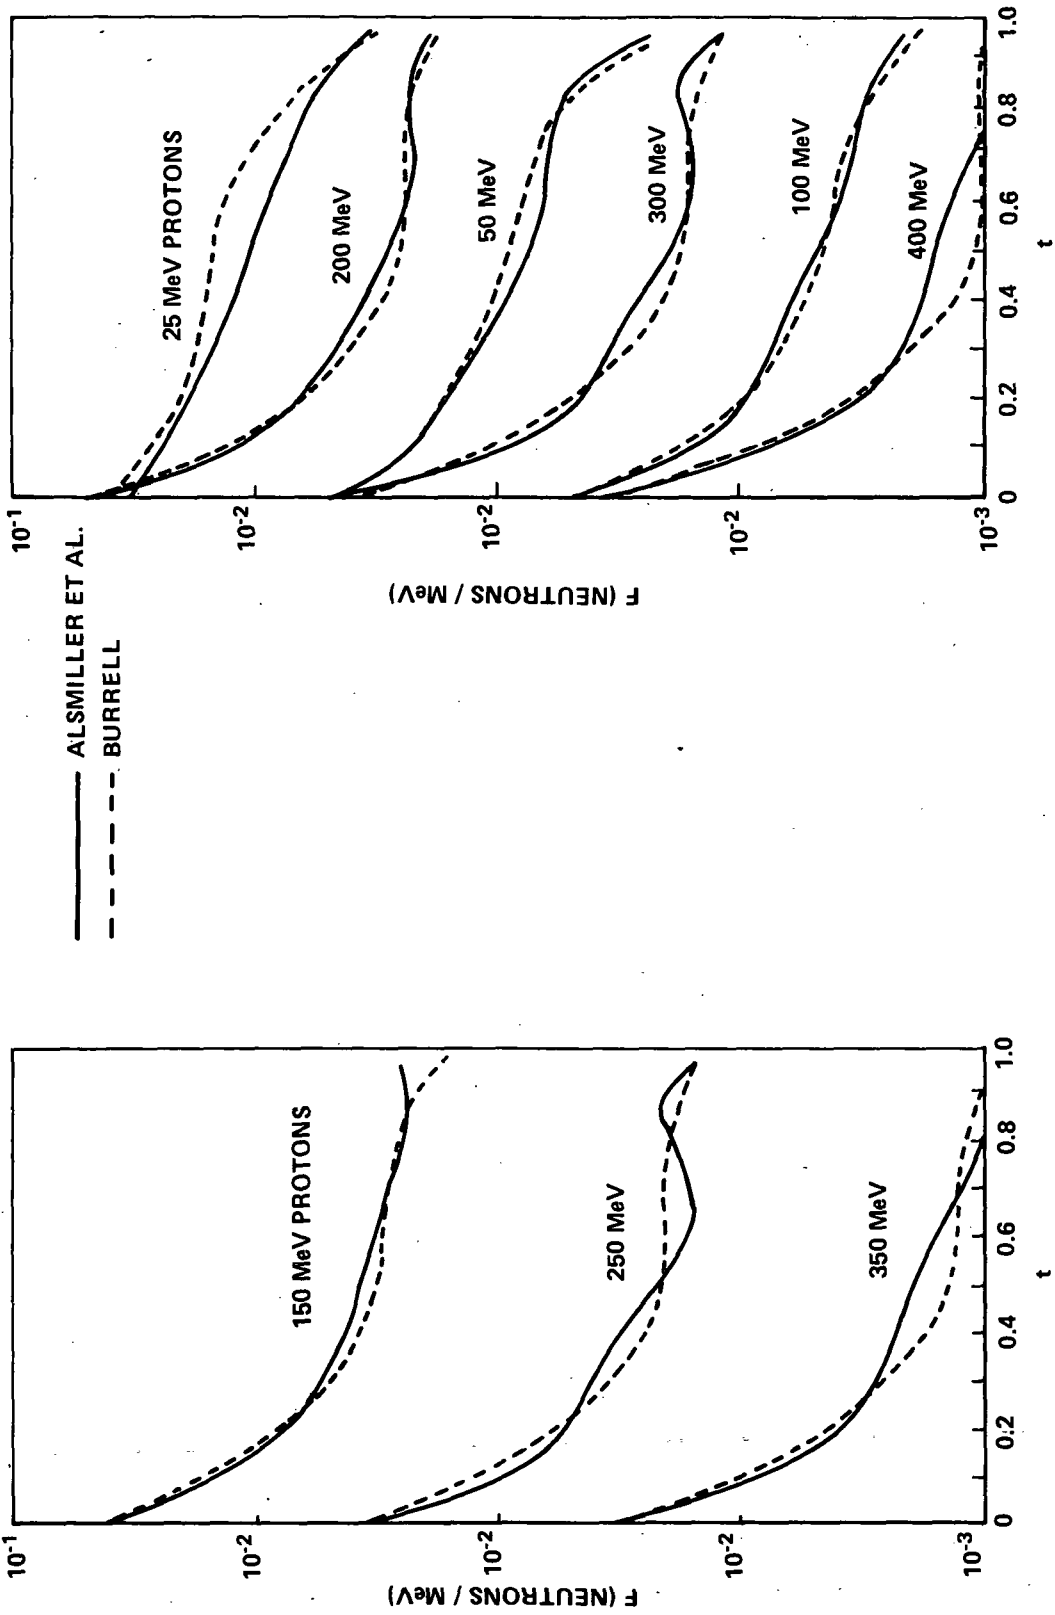 ALSMILLER ET AL.
BURRELL
F (NEUTRONS / MeV)
10-1
10-2
10-2
10-2
10-3
150 MeV PROTONS
250 MeV
350 MeV
0
0.2
0.4
0.6
0.8
1.0
t
F (NEUTRONS / MeV)
10-1
10-2
10-2
10-2
10-3
25 MeV PROTONS
200 MeV
50 MeV
300 MeV
100 MeV
400 MeV
0
0.2
0.4
0.6
0.8
1.0
t